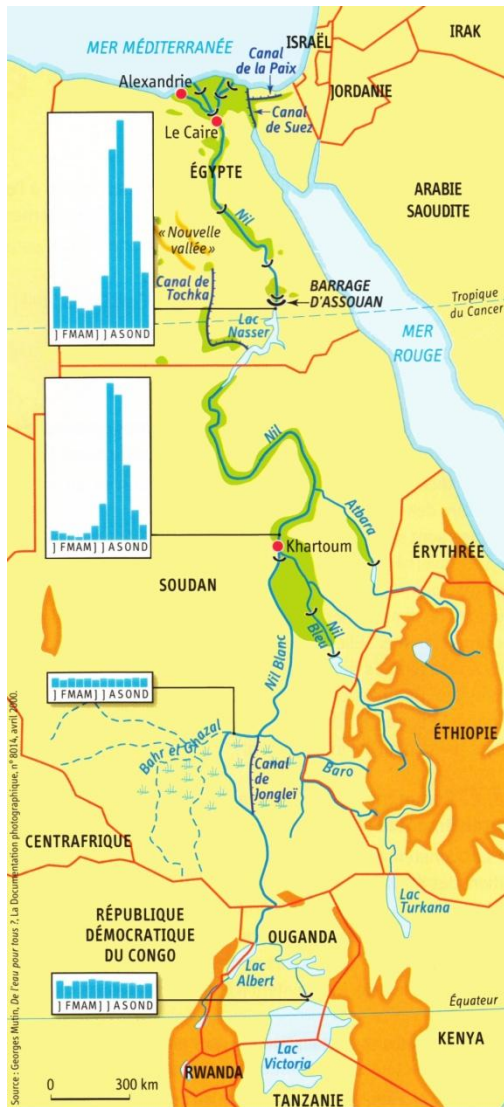 MER MÉDITERRANÉE
ISRAËL
IRAK
Canal
de la Paix
Alexandrie
JORDANIE
Le Caire
Canal
de Suez
ÉGYPTE
ARABIE
SAOUDITE
Nil
« Nouvelle
vallée »
Canal de
Tochka
BARRAGE
D'ASSOUAN
Tropique
du Cancer
Lac
Nasser
J F M A M J J A S O N D
MER
ROUGE
Nil
Atbara
J F M A M J J A S O N D
Khartoum
ÉRYTHRÉE
SOUDAN
Nil
Bleu
Nil Blanc
J F M A M J J A S O N D
Bahr el Ghazal
ÉTHIOPIE
Canal
de
Jongleï
Baro
CENTRAFRIQUE
Lac
Turkana
RÉPUBLIQUE
DÉMOCRATIQUE
DU CONGO
OUGANDA
Lac
Albert
J F M A M J J A S O N D
Équateur
KENYA
Lac
Victoria
RWANDA
0 300 km
TANZANIE
Source : Georges Mutin, De l'eau pour tous ?, La Documentation photographique, n° 8014, avril 2000.